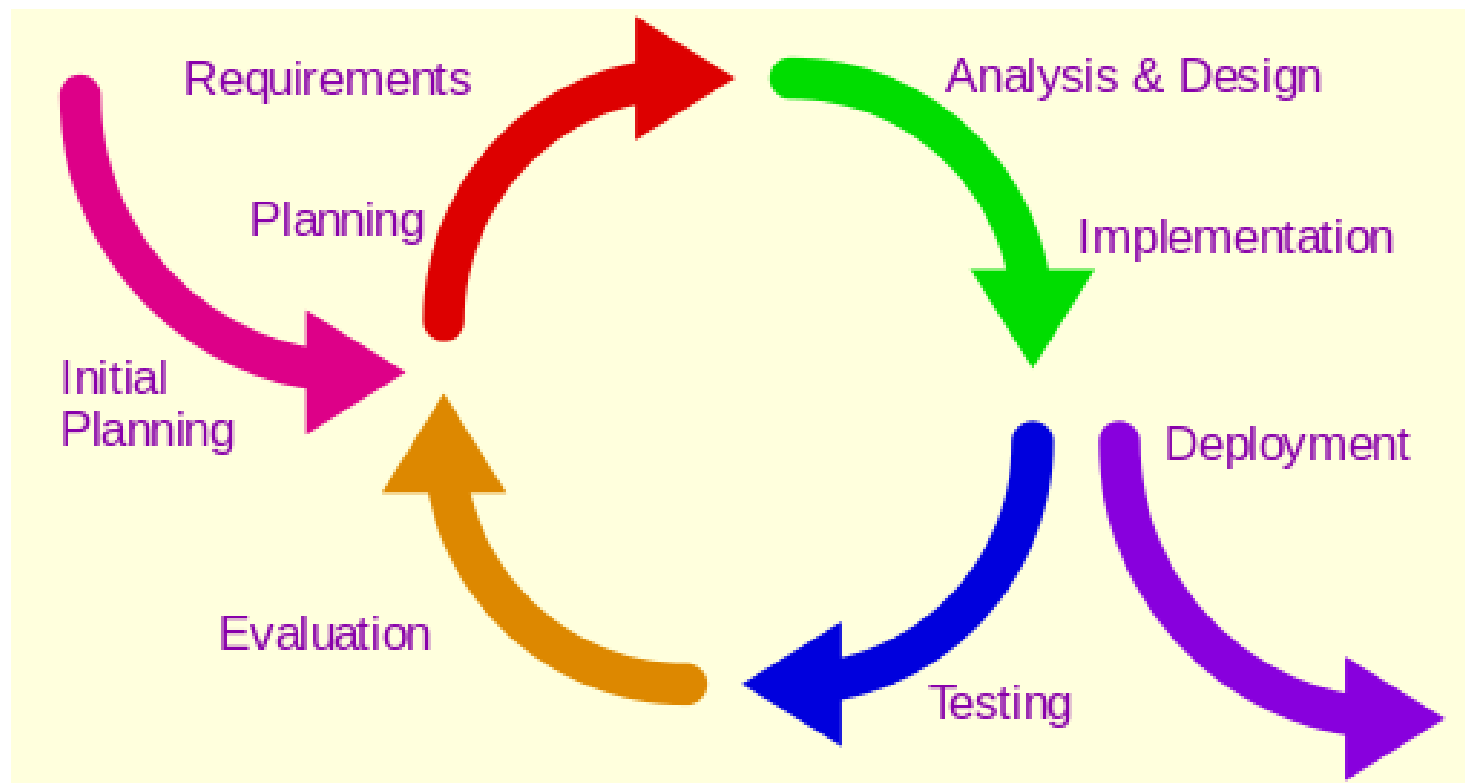 Requirements
Analysis & Design
Planning
Implementation
Initial
Planning
Deployment
Evaluation
Testing